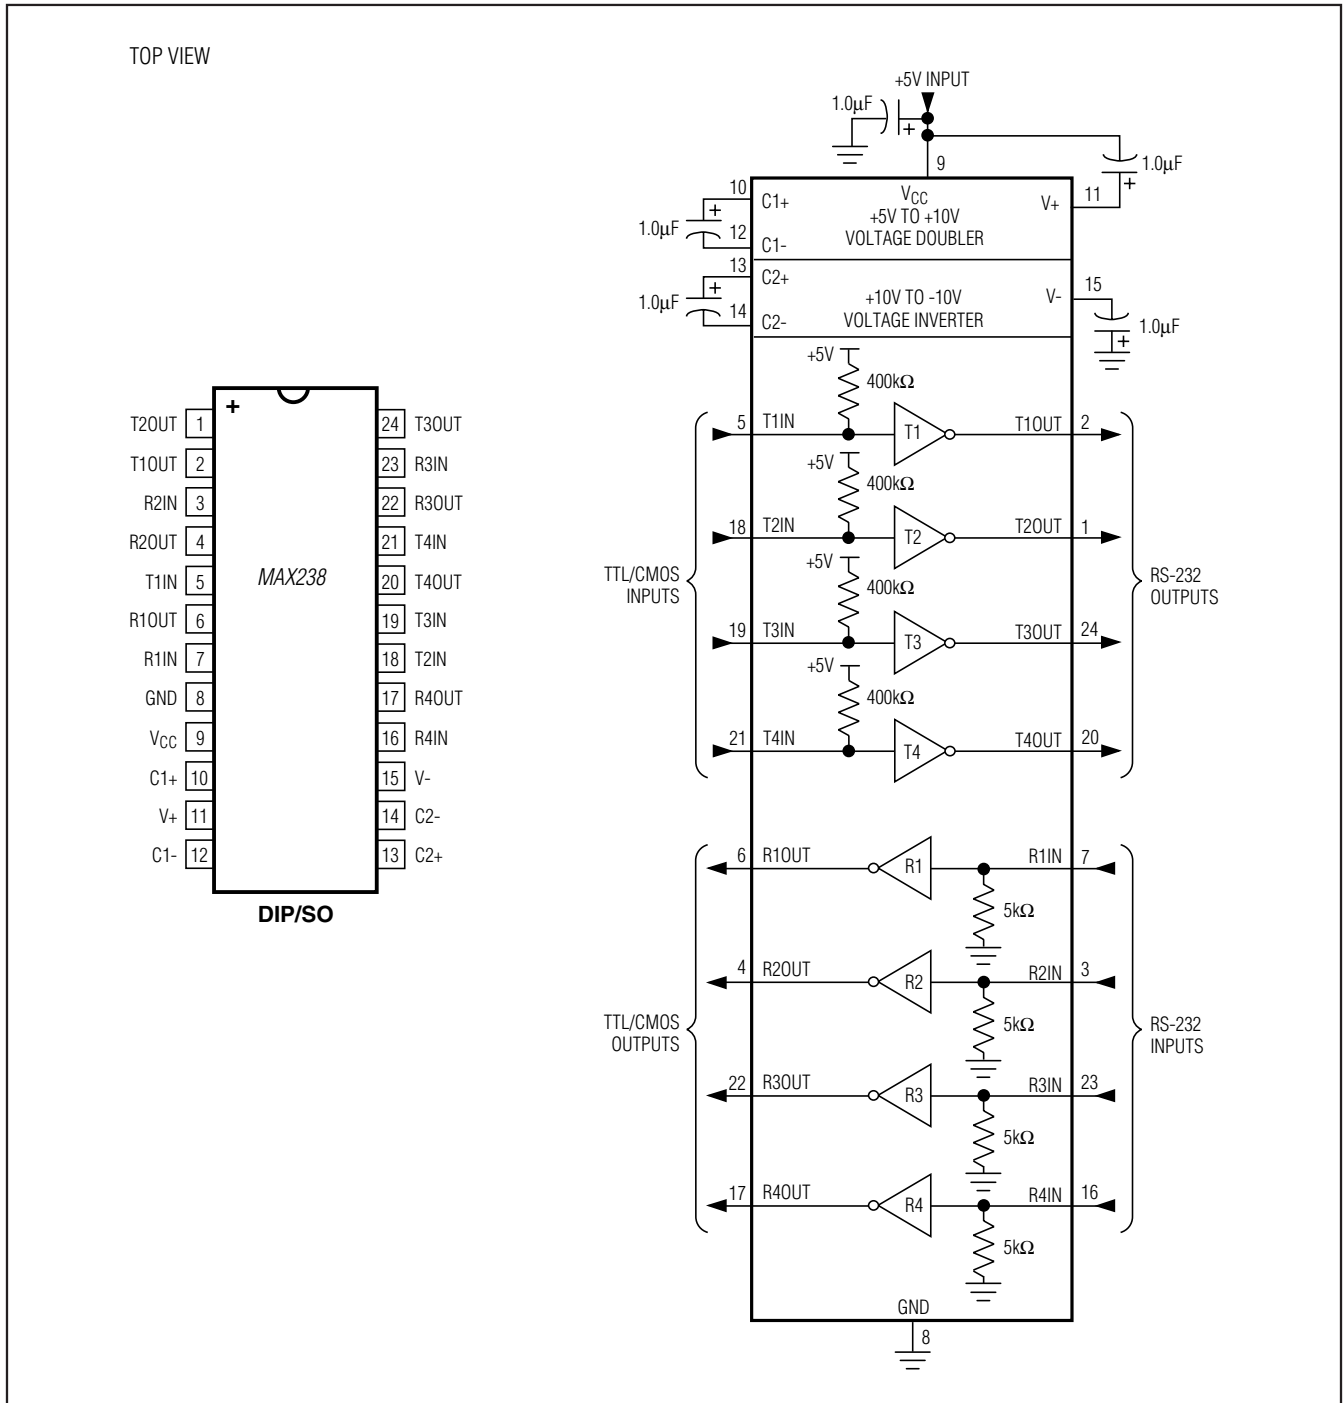 TOP VIEW
+
MAX238
T2OUT 1
T1OUT 2
R2IN 3
R2OUT 4
T1IN 5
R1OUT 6
R1IN 7
GND 8
VCC 9
C1+ 10
V+ 11
C1- 12
24 T3OUT
23 R3IN
22 R3OUT
21 T4IN
20 T4OUT
19 T3IN
18 T2IN
17 R4OUT
16 R4IN
15 V-
14 C2-
13 C2+
DIP/SO
+5V INPUT
1.0µF
+
9
1.0µF
+
10
C1+
VCC
+5V TO +10V
VOLTAGE DOUBLER
V+
11
1.0µF
+
12
C1-
13
C2+
1.0µF
+
14
C2-
+10V TO -10V
VOLTAGE INVERTER
V-
15
1.0µF
+
+5V
400kΩ
5 T1IN T1 T1OUT 2
+5V
400kΩ
18 T2IN T2 T2OUT 1
TTL/CMOS
INPUTS
+5V
400kΩ
RS-232
OUTPUTS
19 T3IN T3 T3OUT 24
+5V
400kΩ
21 T4IN T4 T4OUT 20
6 R1OUT R1 R1IN 7
5kΩ
4 R2OUT R2 R2IN 3
5kΩ
TTL/CMOS
OUTPUTS
RS-232
INPUTS
22 R3OUT R3 R3IN 23
5kΩ
17 R4OUT R4 R4IN 16
5kΩ
GND
8